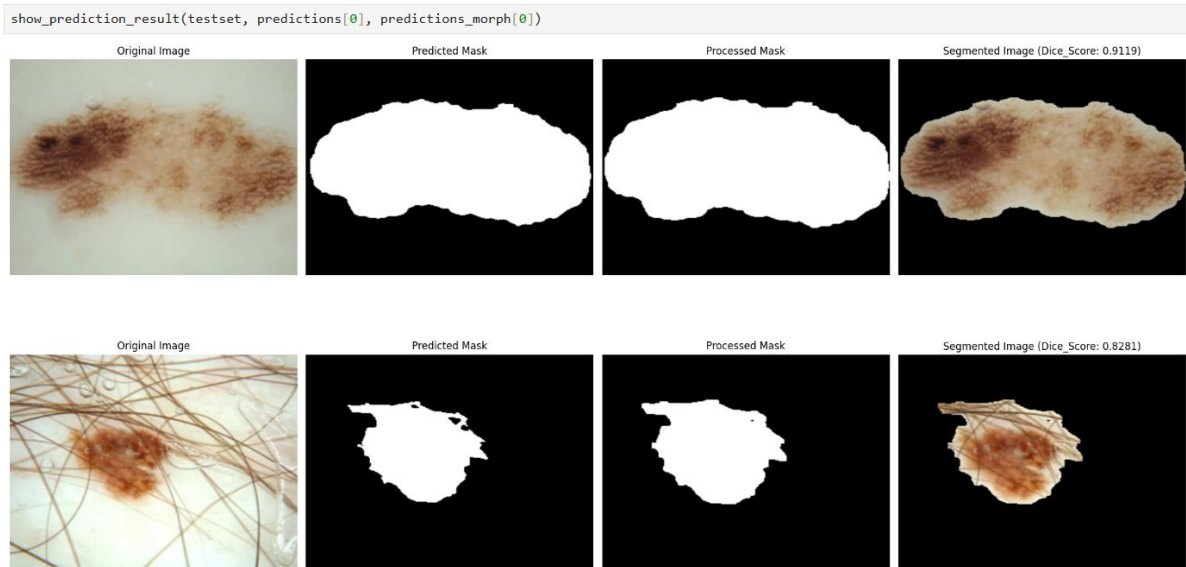 show_prediction_result(testset, predictions[0], predictions_morph[0])
Original Image
Predicted Mask
Processed Mask
Segmented Image (Dice_Score: 0.9119)
Original Image
Predicted Mask
Processed Mask
Segmented Image (Dice_Score: 0.8281)